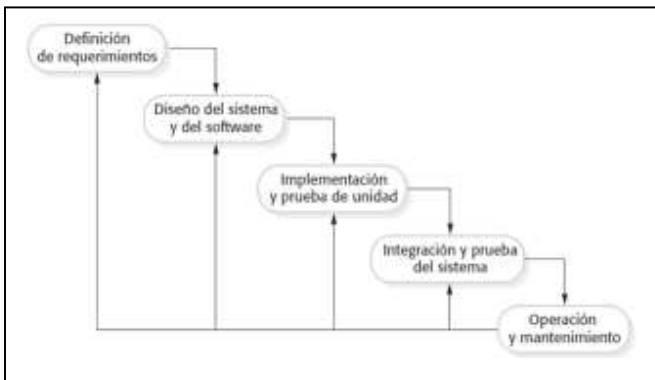 Definición
de requerimientos
Diseño del sistema
y del software
Implementación
y prueba de unidad
Integración y prueba
del sistema
Operación
y mantenimiento